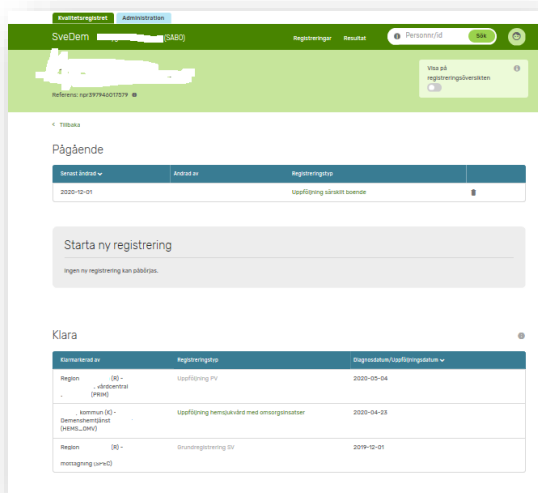 Kvalitetsregistret Administration
SveDem (SÄBO) Registreringar Resultat Personnr/id Sök
Visa på
registreringsöversikten
Referens: npr397946017579
< Tillbaka
Pågående
Senast ändrad Ändrad av Registreringstyp
2020-12-01 Uppföljning särskilt boende
Starta ny registrering
Ingen ny registrering kan påbörjas.
Klara
Klarmarkerad av Registreringstyp Diagnosdatum/Uppföljningsdatum
Region (R) - Uppföljning PV 2020-05-04
, vårdcentral
(PRIM)
, kommun (K) - Uppföljning hemsjukvård med omsorgsinsatser 2020-04-23
Demenshemtjänst
(HEMS_OMV)
Region (R) - Grundregistrering SV 2019-12-01
mottagning